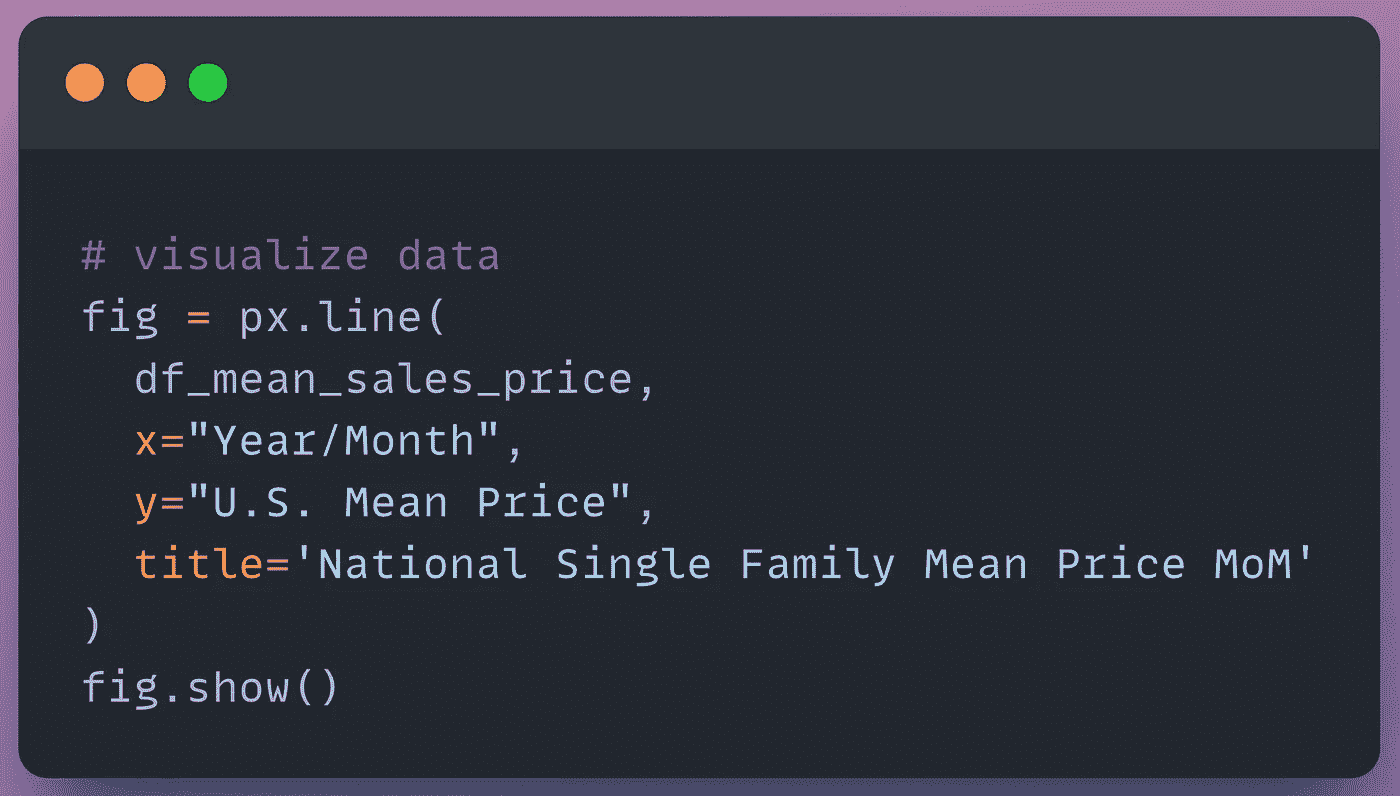 # visualize data
fig = px.line(
  df_mean_sales_price,
  x="Year/Month",
  y="U.S. Mean Price",
  title='National Single Family Mean Price MoM'
)
fig.show()